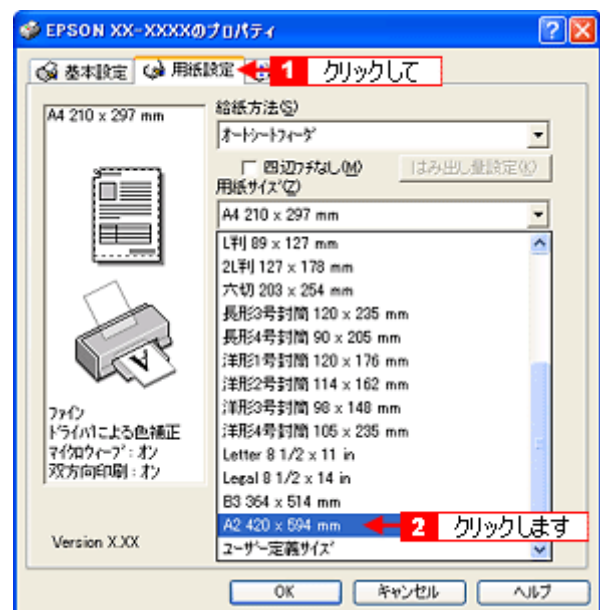 EPSON XX-XXXXのプロパティ
基本設定
用紙設定
1 クリックして
A4 210 x 297 mm
給紙方法(S)
オートシートフィーダ
四辺フチなし(M)
はみ出し量設定(K)
用紙サイズ(Z)
A4 210 x 297 mm
L判 89 x 127 mm
2L判 127 x 178 mm
六切 203 x 254 mm
長形3号封筒 120 x 235 mm
長形4号封筒 90 x 205 mm
洋形1号封筒 120 x 176 mm
洋形2号封筒 114 x 162 mm
洋形3号封筒 98 x 148 mm
洋形4号封筒 105 x 235 mm
Letter 8 1/2 x 11 in
Legal 8 1/2 x 14 in
B3 364 x 514 mm
A2 420 x 594 mm
2 クリックします
ユーザー定義サイズ
ファイン
ドライバによる色補正
マイクロウィーブ : オン
双方向印刷 : オン
Version X.XX
OK
キャンセル
ヘルプ